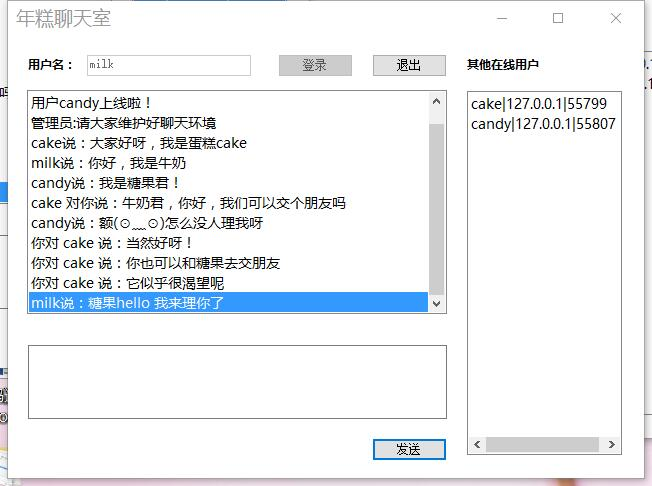 年糕聊天室
用户名： milk 登录 退出 其他在线用户
用户candy上线啦！
管理员:请大家维护好聊天环境
cake说：大家好呀，我是蛋糕cake
milk说：你好，我是牛奶
candy说：我是糖果君！
cake 对你说：牛奶君，你好，我们可以交个朋友吗
candy说：额(⊙﹏⊙)怎么没人理我呀
你对 cake 说：当然好呀！
你对 cake 说：你也可以和糖果去交朋友
你对 cake 说：它似乎很渴望呢
milk说：糖果hello 我来理你了
cake|127.0.0.1|55799
candy|127.0.0.1|55807
发送